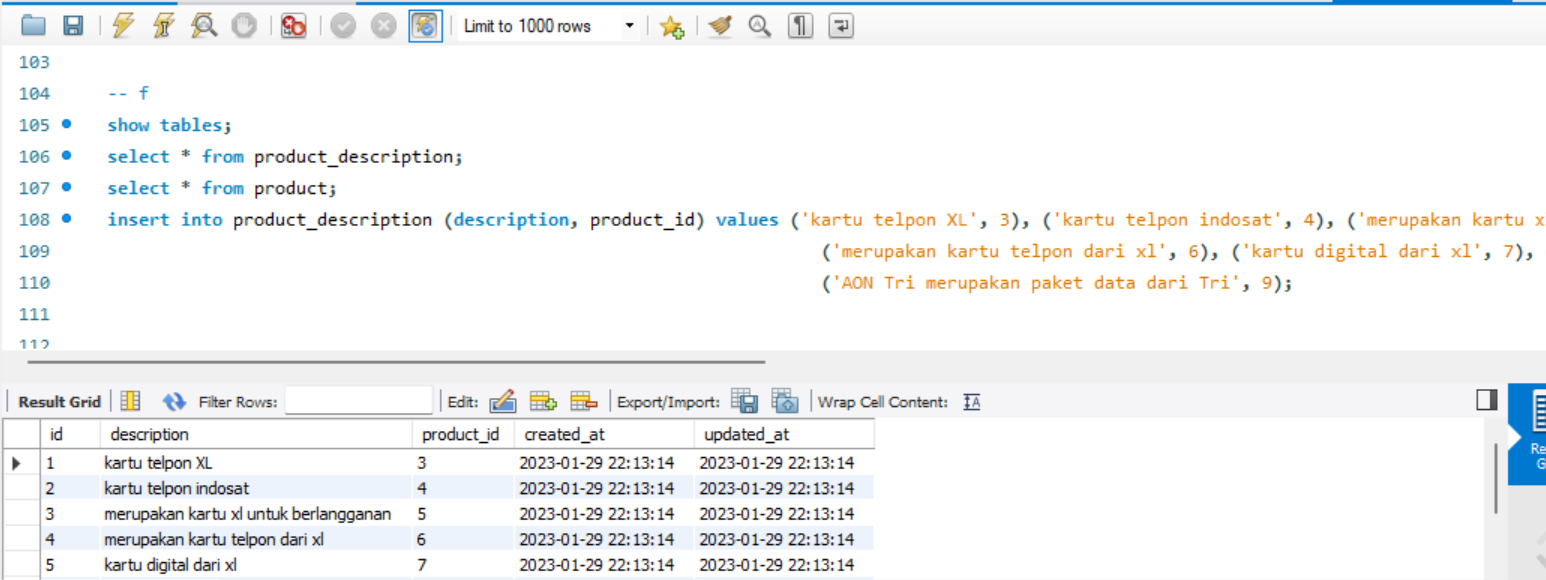 Limit to 1000 rows
103
104 -- f
105 show tables;
106 select * from product_description;
107 select * from product;
108 insert into product_description (description, product_id) values ('kartu telpon XL', 3), ('kartu telpon indosat', 4), ('merupakan kartu x
109 ('merupakan kartu telpon dari xl', 6), ('kartu digital dari xl', 7),
110 ('AON Tri merupakan paket data dari Tri', 9);
111
112
Result Grid Filter Rows: Edit: Export/Import: Wrap Cell Content:
id description product_id created_at updated_at
1 kartu telpon XL 3 2023-01-29 22:13:14 2023-01-29 22:13:14
2 kartu telpon indosat 4 2023-01-29 22:13:14 2023-01-29 22:13:14
3 merupakan kartu xl untuk berlangganan 5 2023-01-29 22:13:14 2023-01-29 22:13:14
4 merupakan kartu telpon dari xl 6 2023-01-29 22:13:14 2023-01-29 22:13:14
5 kartu digital dari xl 7 2023-01-29 22:13:14 2023-01-29 22:13:14